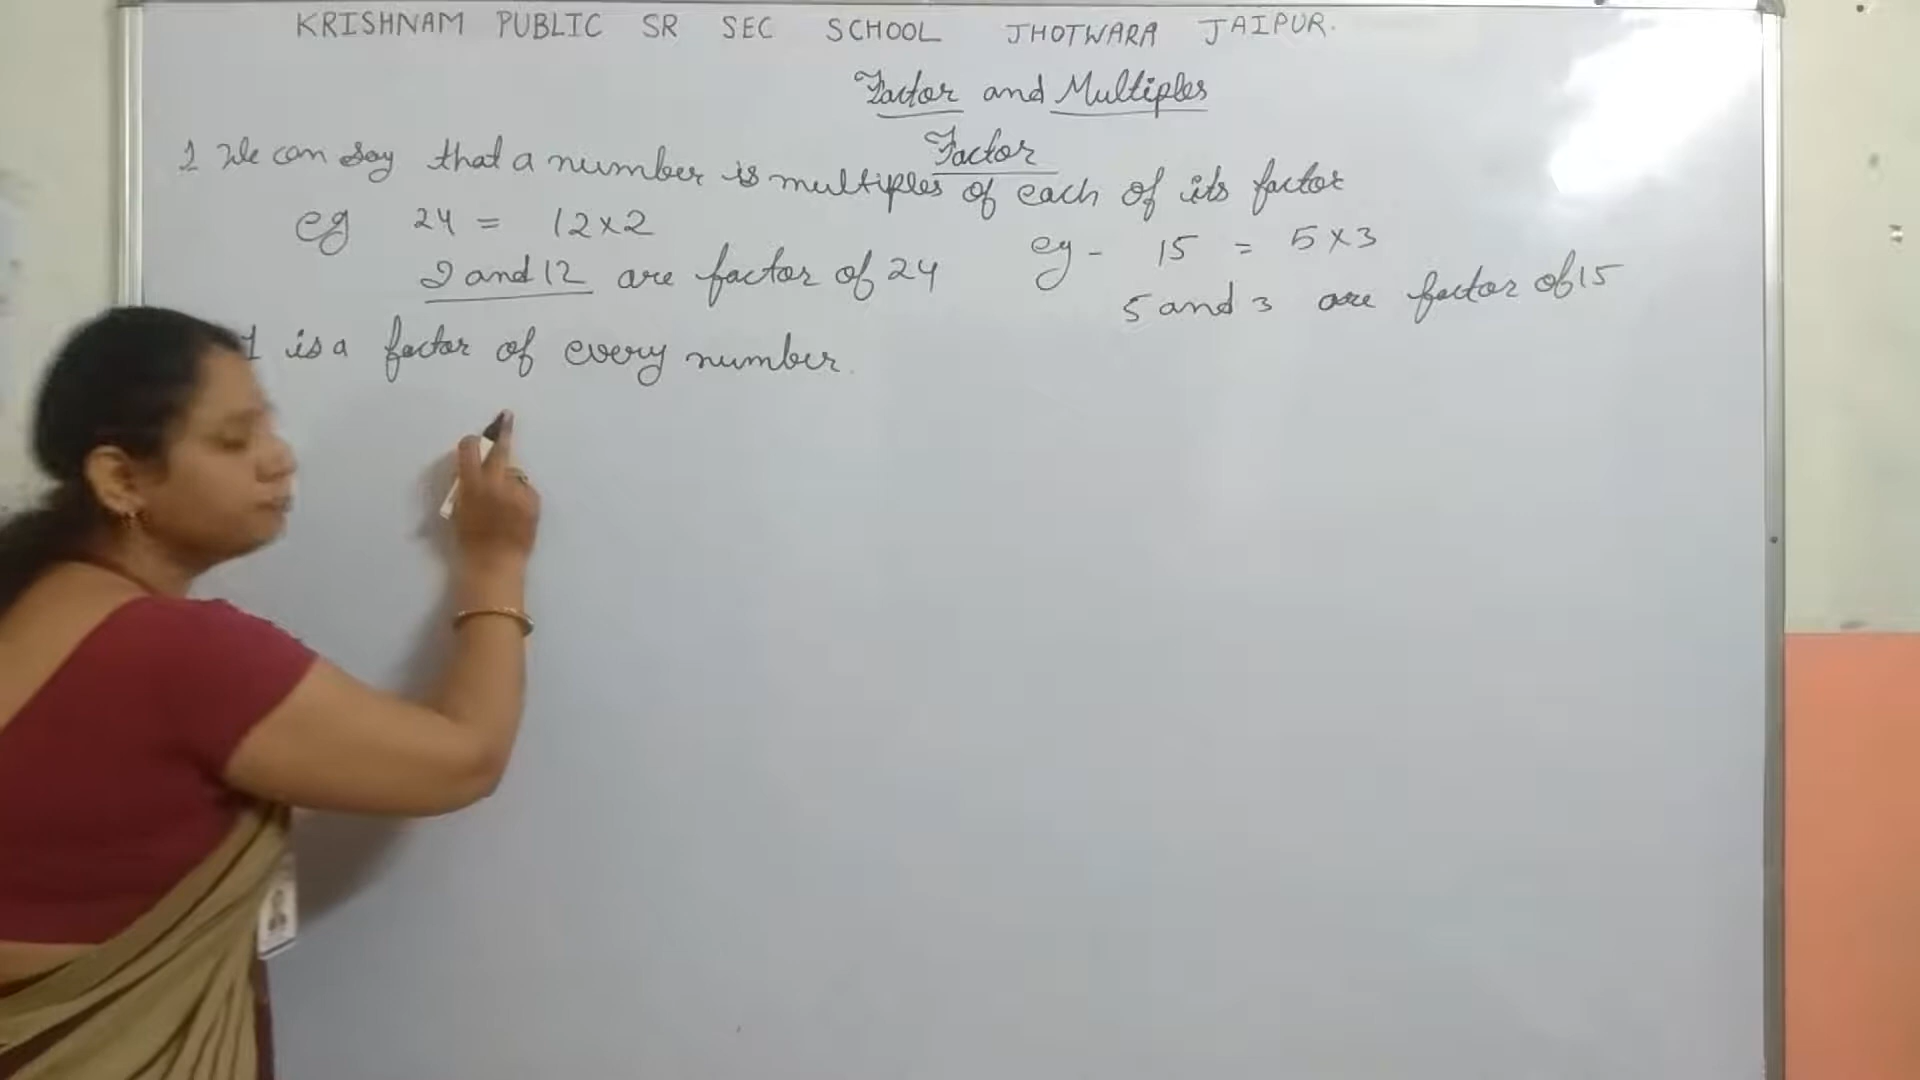 KRISHNAM PUBLIC SR SEC SCHOOL JHOTWARA JAIPUR.
Factor and Multiples
Factor
1 We can say that a number is multiples of each of its factor
eg 24 = 12×2
2 and 12 are factor of 24
eg - 15 = 5×3
5 and 3 are factor of 15
1 is a factor of every number.